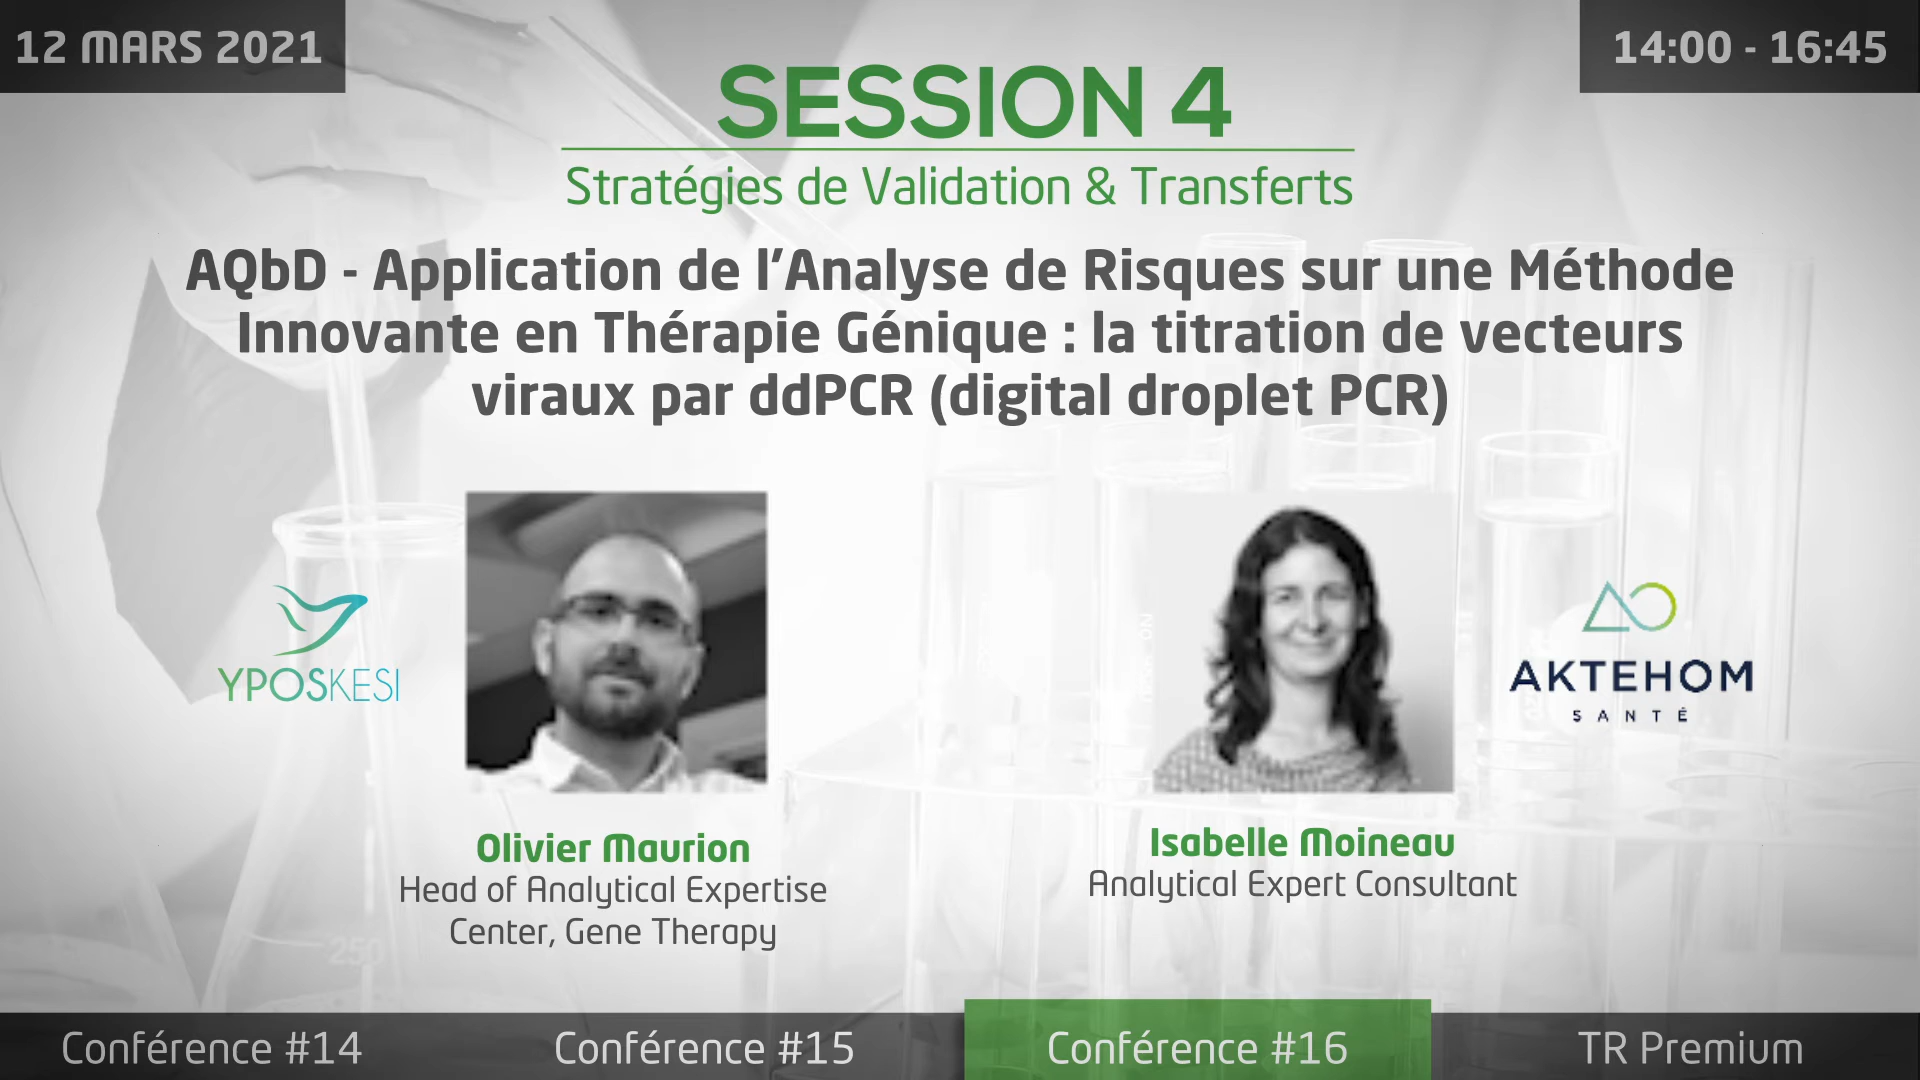 12 MARS 2021
14:00 - 16:45
SESSION 4
Stratégies de Validation & Transferts
AQbD - Application de l'Analyse de Risques sur une Méthode
Innovante en Thérapie Génique : la titration de vecteurs
viraux par ddPCR (digital droplet PCR)
YPOSKESI
AKTEHOM
SANTÉ
Olivier Maurion
Head of Analytical Expertise
Center, Gene Therapy
Isabelle Moineau
Analytical Expert Consultant
250
Conférence #14
Conférence #15
Conférence #16
TR Premium